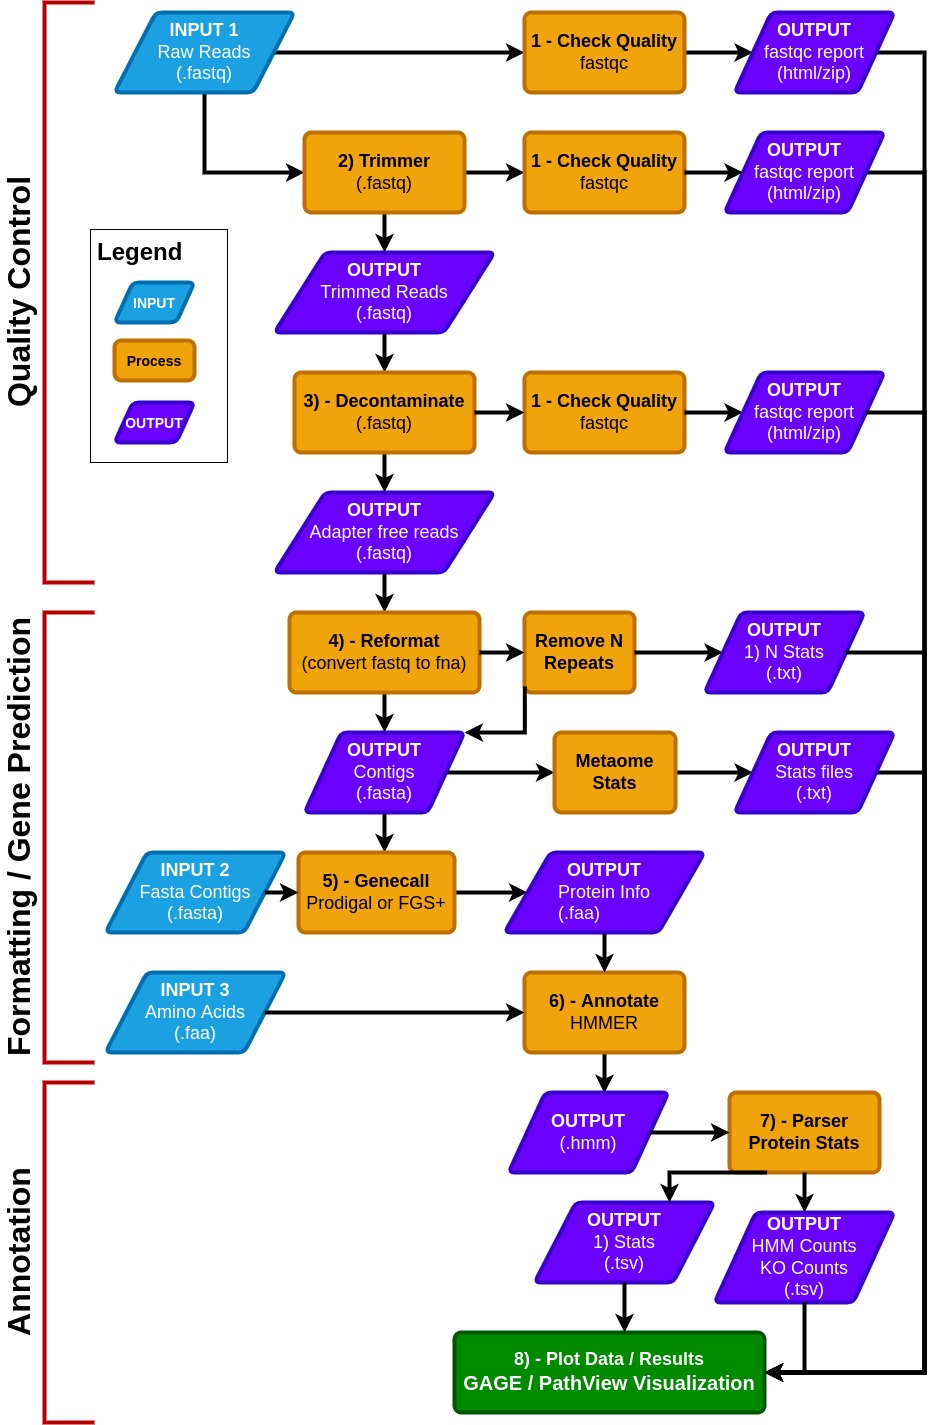 Quality Control
INPUT 1
Raw Reads
(.fastq)
1 - Check Quality
fastqc
OUTPUT
fastqc report
(html/zip)
2) Trimmer
(.fastq)
1 - Check Quality
fastqc
OUTPUT
fastqc report
(html/zip)
Legend
INPUT
Process
OUTPUT
OUTPUT
Trimmed Reads
(.fastq)
3) - Decontaminate
(.fastq)
1 - Check Quality
fastqc
OUTPUT
fastqc report
(html/zip)
OUTPUT
Adapter free reads
(.fastq)
Formatting / Gene Prediction
4) - Reformat
(convert fastq to fna)
Remove N
Repeats
OUTPUT
1) N Stats
(.txt)
OUTPUT
Contigs
(.fasta)
Metaome
Stats
OUTPUT
Stats files
(.txt)
INPUT 2
Fasta Contigs
(.fasta)
5) - Genecall
Prodigal or FGS+
OUTPUT
Protein Info
(.faa)
INPUT 3
Amino Acids
(.faa)
6) - Annotate
HMMER
Annotation
OUTPUT
(.hmm)
7) - Parser
Protein Stats
OUTPUT
1) Stats
(.tsv)
OUTPUT
HMM Counts
KO Counts
(.tsv)
8) - Plot Data / Results
GAGE / PathView Visualization